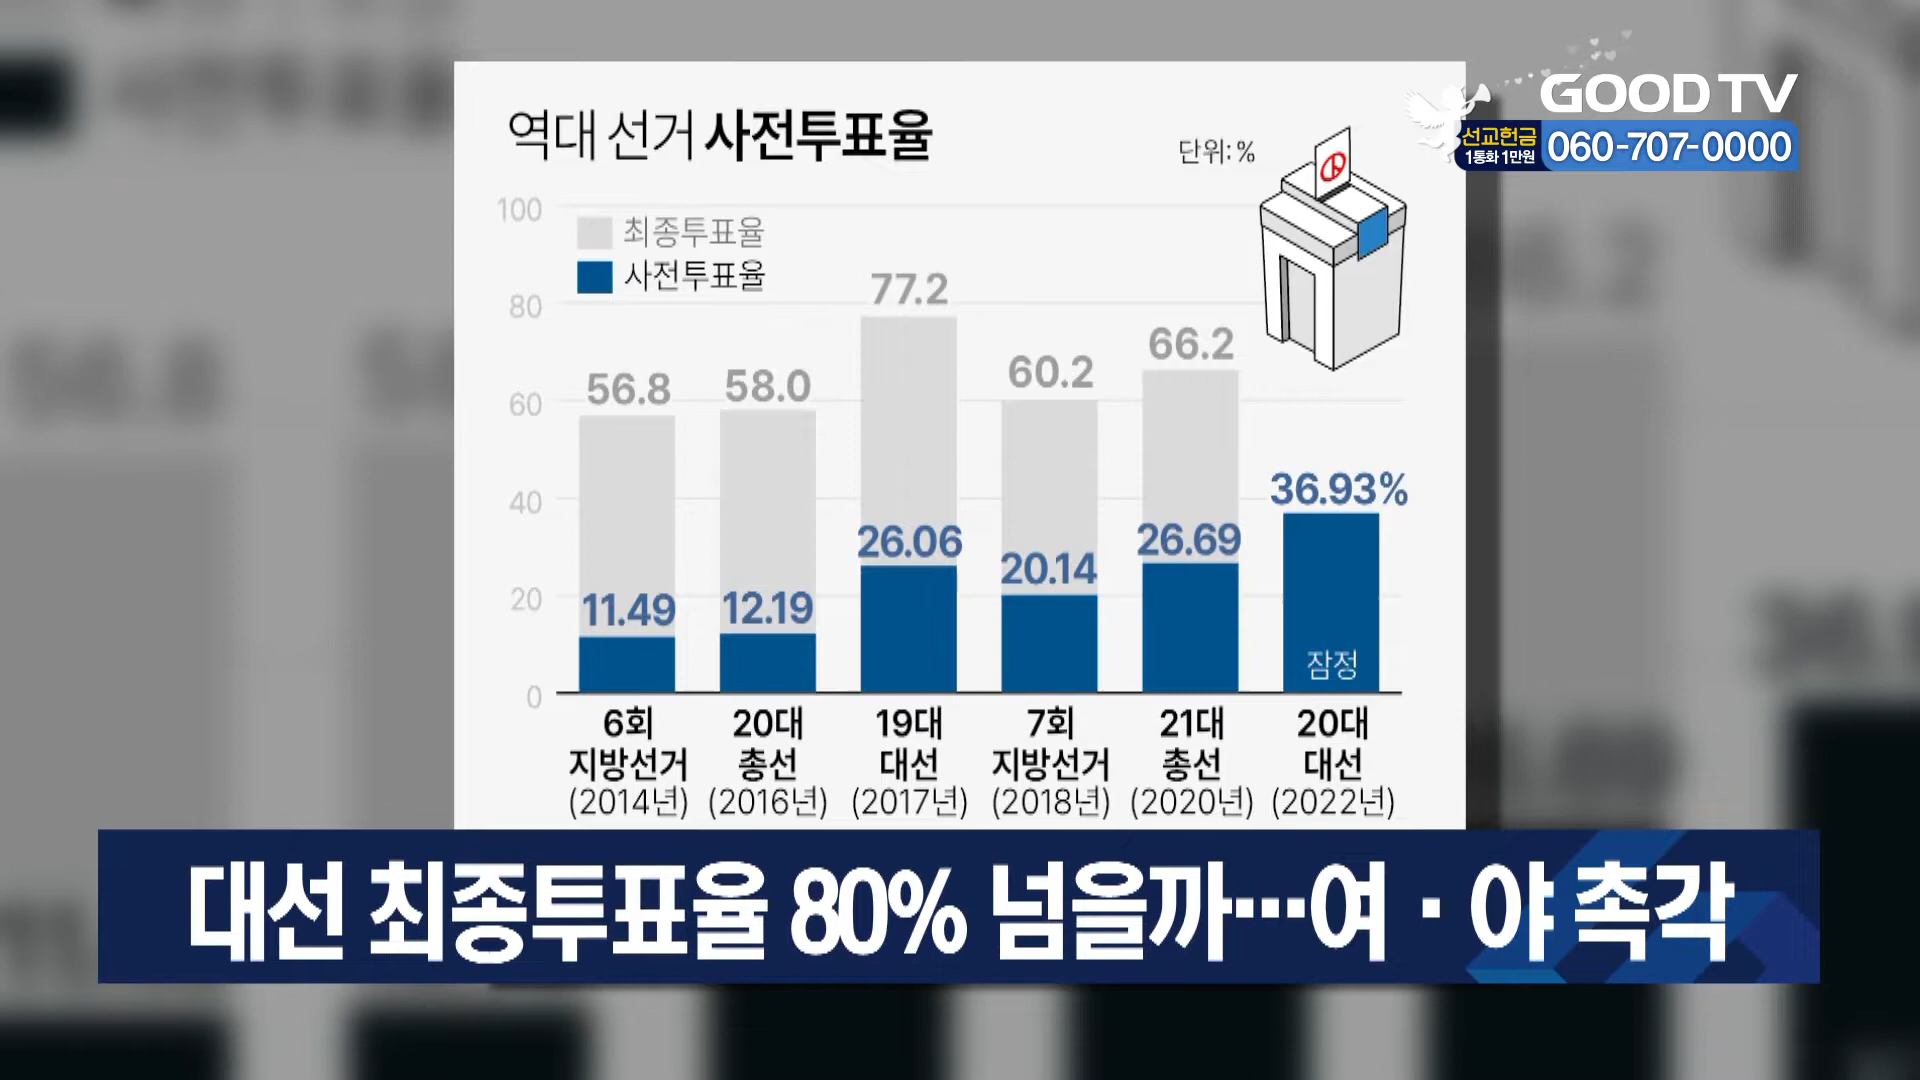 GOODTV
선교헌금
1통화 1만원
060-707-0000
역대 선거 사전투표율
단위: %
100
80
60
40
20
0
최종투표율
사전투표율
56.8
58.0
77.2
60.2
66.2
11.49
12.19
26.06
20.14
26.69
36.93%
잠정
6회
지방선거
(2014년)
20대
총선
(2016년)
19대
대선
(2017년)
7회
지방선거
(2018년)
21대
총선
(2020년)
20대
대선
(2022년)
대선 최종투표율 80% 넘을까…여·야 촉각